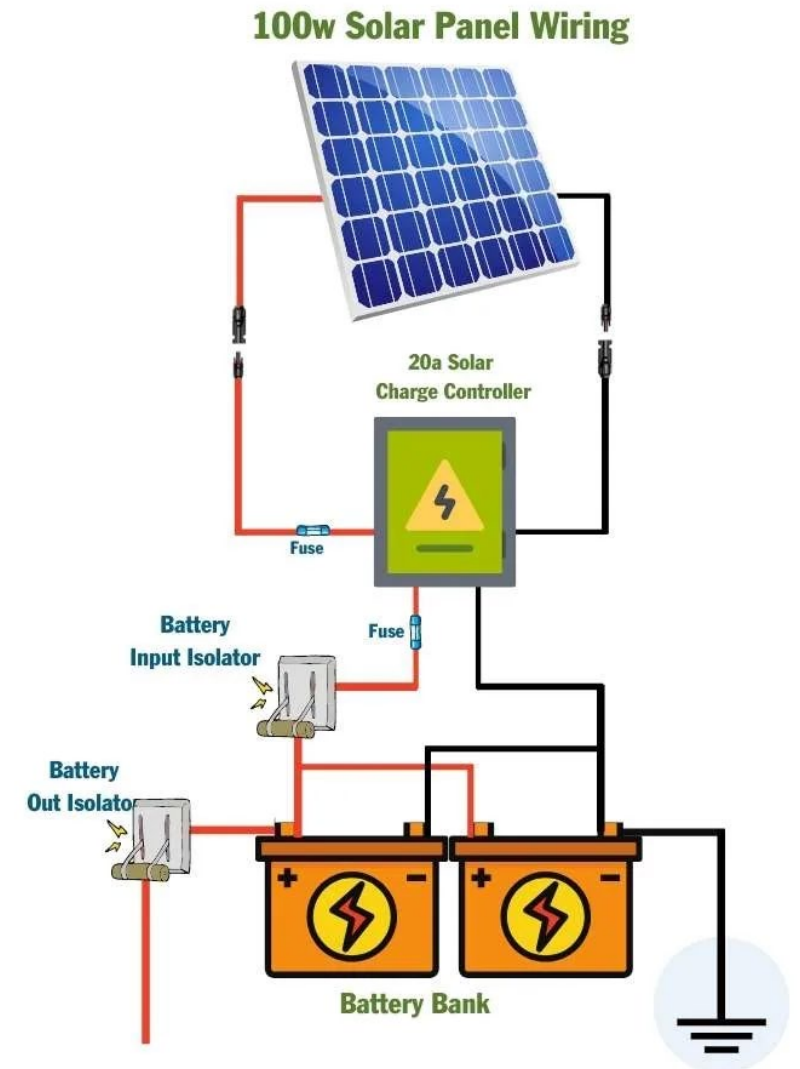 100w Solar Panel Wiring
20a Solar
Charge Controller
Fuse
Fuse
Battery
Input Isolator
Battery
Out Isolato
+ -
+ -
Battery Bank